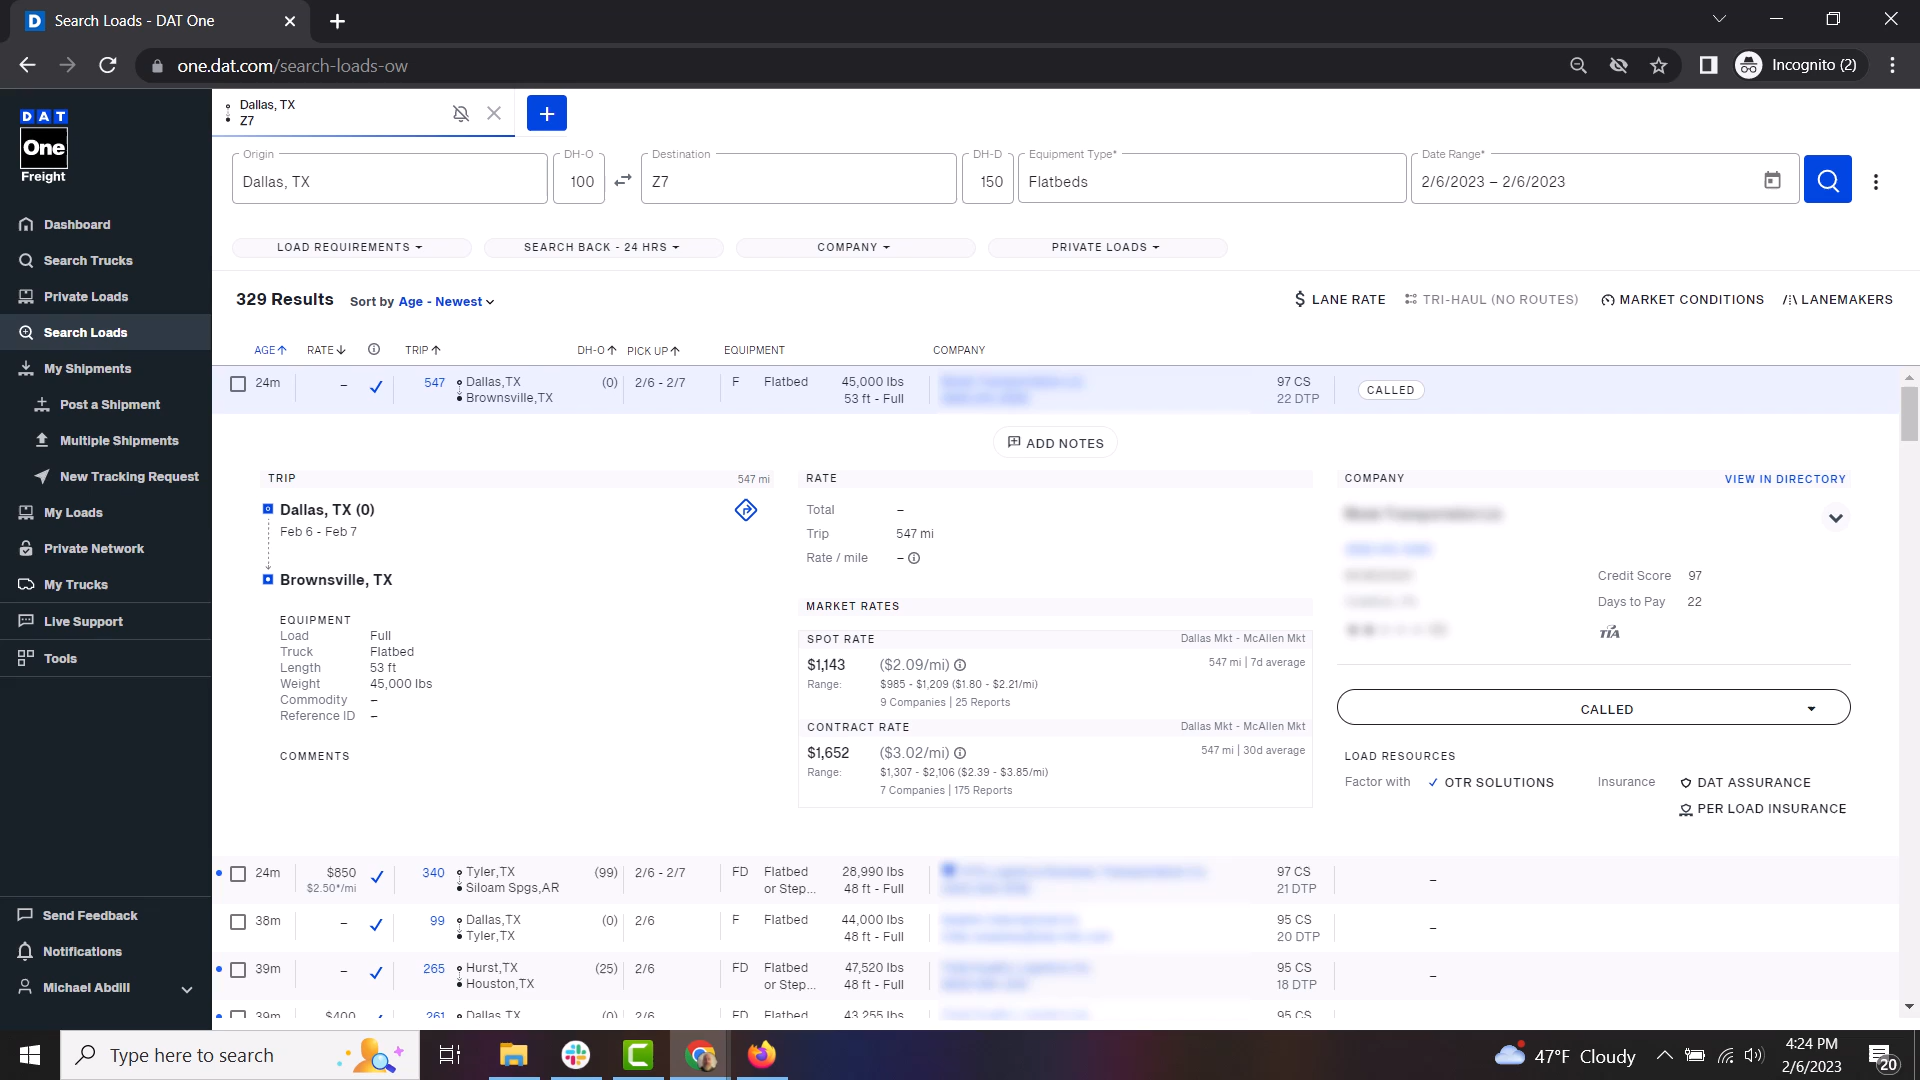 Search Loads - DAT One
one.dat.com/search-loads-ow
Incognito (2)
DAT
One
Freight
Dashboard
Search Trucks
Private Loads
Search Loads
My Shipments
Post a Shipment
Multiple Shipments
New Tracking Request
My Loads
Private Network
My Trucks
Live Support
Tools
Send Feedback
Notifications
Michael Abdill
Dallas, TX
Z7
+
Origin
Dallas, TX
DH-O
100
Destination
Z7
DH-D
150
Equipment Type*
Flatbeds
Date Range*
2/6/2023 – 2/6/2023
LOAD REQUIREMENTS
SEARCH BACK - 24 HRS
COMPANY
PRIVATE LOADS
329 Results Sort by Age - Newest
$ LANE RATE TRI-HAUL (NO ROUTES) MARKET CONDITIONS LANEMAKERS
AGE RATE TRIP DH-O PICK UP EQUIPMENT COMPANY
24m – 547 Dallas,TX (0) 2/6 - 2/7 F Flatbed 45,000 lbs 97 CS CALLED
Brownsville,TX 53 ft - Full 22 DTP
ADD NOTES
TRIP 547 mi
Dallas, TX (0)
Feb 6 - Feb 7
Brownsville, TX
EQUIPMENT
Load Full
Truck Flatbed
Length 53 ft
Weight 45,000 lbs
Commodity –
Reference ID –
COMMENTS
RATE
Total –
Trip 547 mi
Rate / mile –
MARKET RATES
SPOT RATE Dallas Mkt - McAllen Mkt
$1,143 ($2.09/mi) 547 mi | 7d average
Range: $985 - $1,209 ($1.80 - $2.21/mi)
9 Companies | 25 Reports
CONTRACT RATE Dallas Mkt - McAllen Mkt
$1,652 ($3.02/mi) 547 mi | 30d average
Range: $1,307 - $2,106 ($2.39 - $3.85/mi)
7 Companies | 175 Reports
COMPANY VIEW IN DIRECTORY
Credit Score 97
Days to Pay 22
TIA
CALLED
LOAD RESOURCES
Factor with OTR SOLUTIONS Insurance DAT ASSURANCE
PER LOAD INSURANCE
24m $850 340 Tyler,TX (99) 2/6 - 2/7 FD Flatbed 28,990 lbs 97 CS –
$2.50*/mi Siloam Spgs,AR or Step... 48 ft - Full 21 DTP
38m – 99 Dallas,TX (0) 2/6 F Flatbed 44,000 lbs 95 CS –
Tyler,TX 48 ft - Full 20 DTP
39m – 265 Hurst,TX (25) 2/6 FD Flatbed 47,520 lbs 95 CS –
Houston,TX or Step... 48 ft - Full 18 DTP
39m $400 261 Dallas,TX (0) 2/6 FD Flatbed 43,255 lbs 95 CS
Type here to search
47°F Cloudy
4:24 PM
2/6/2023
20